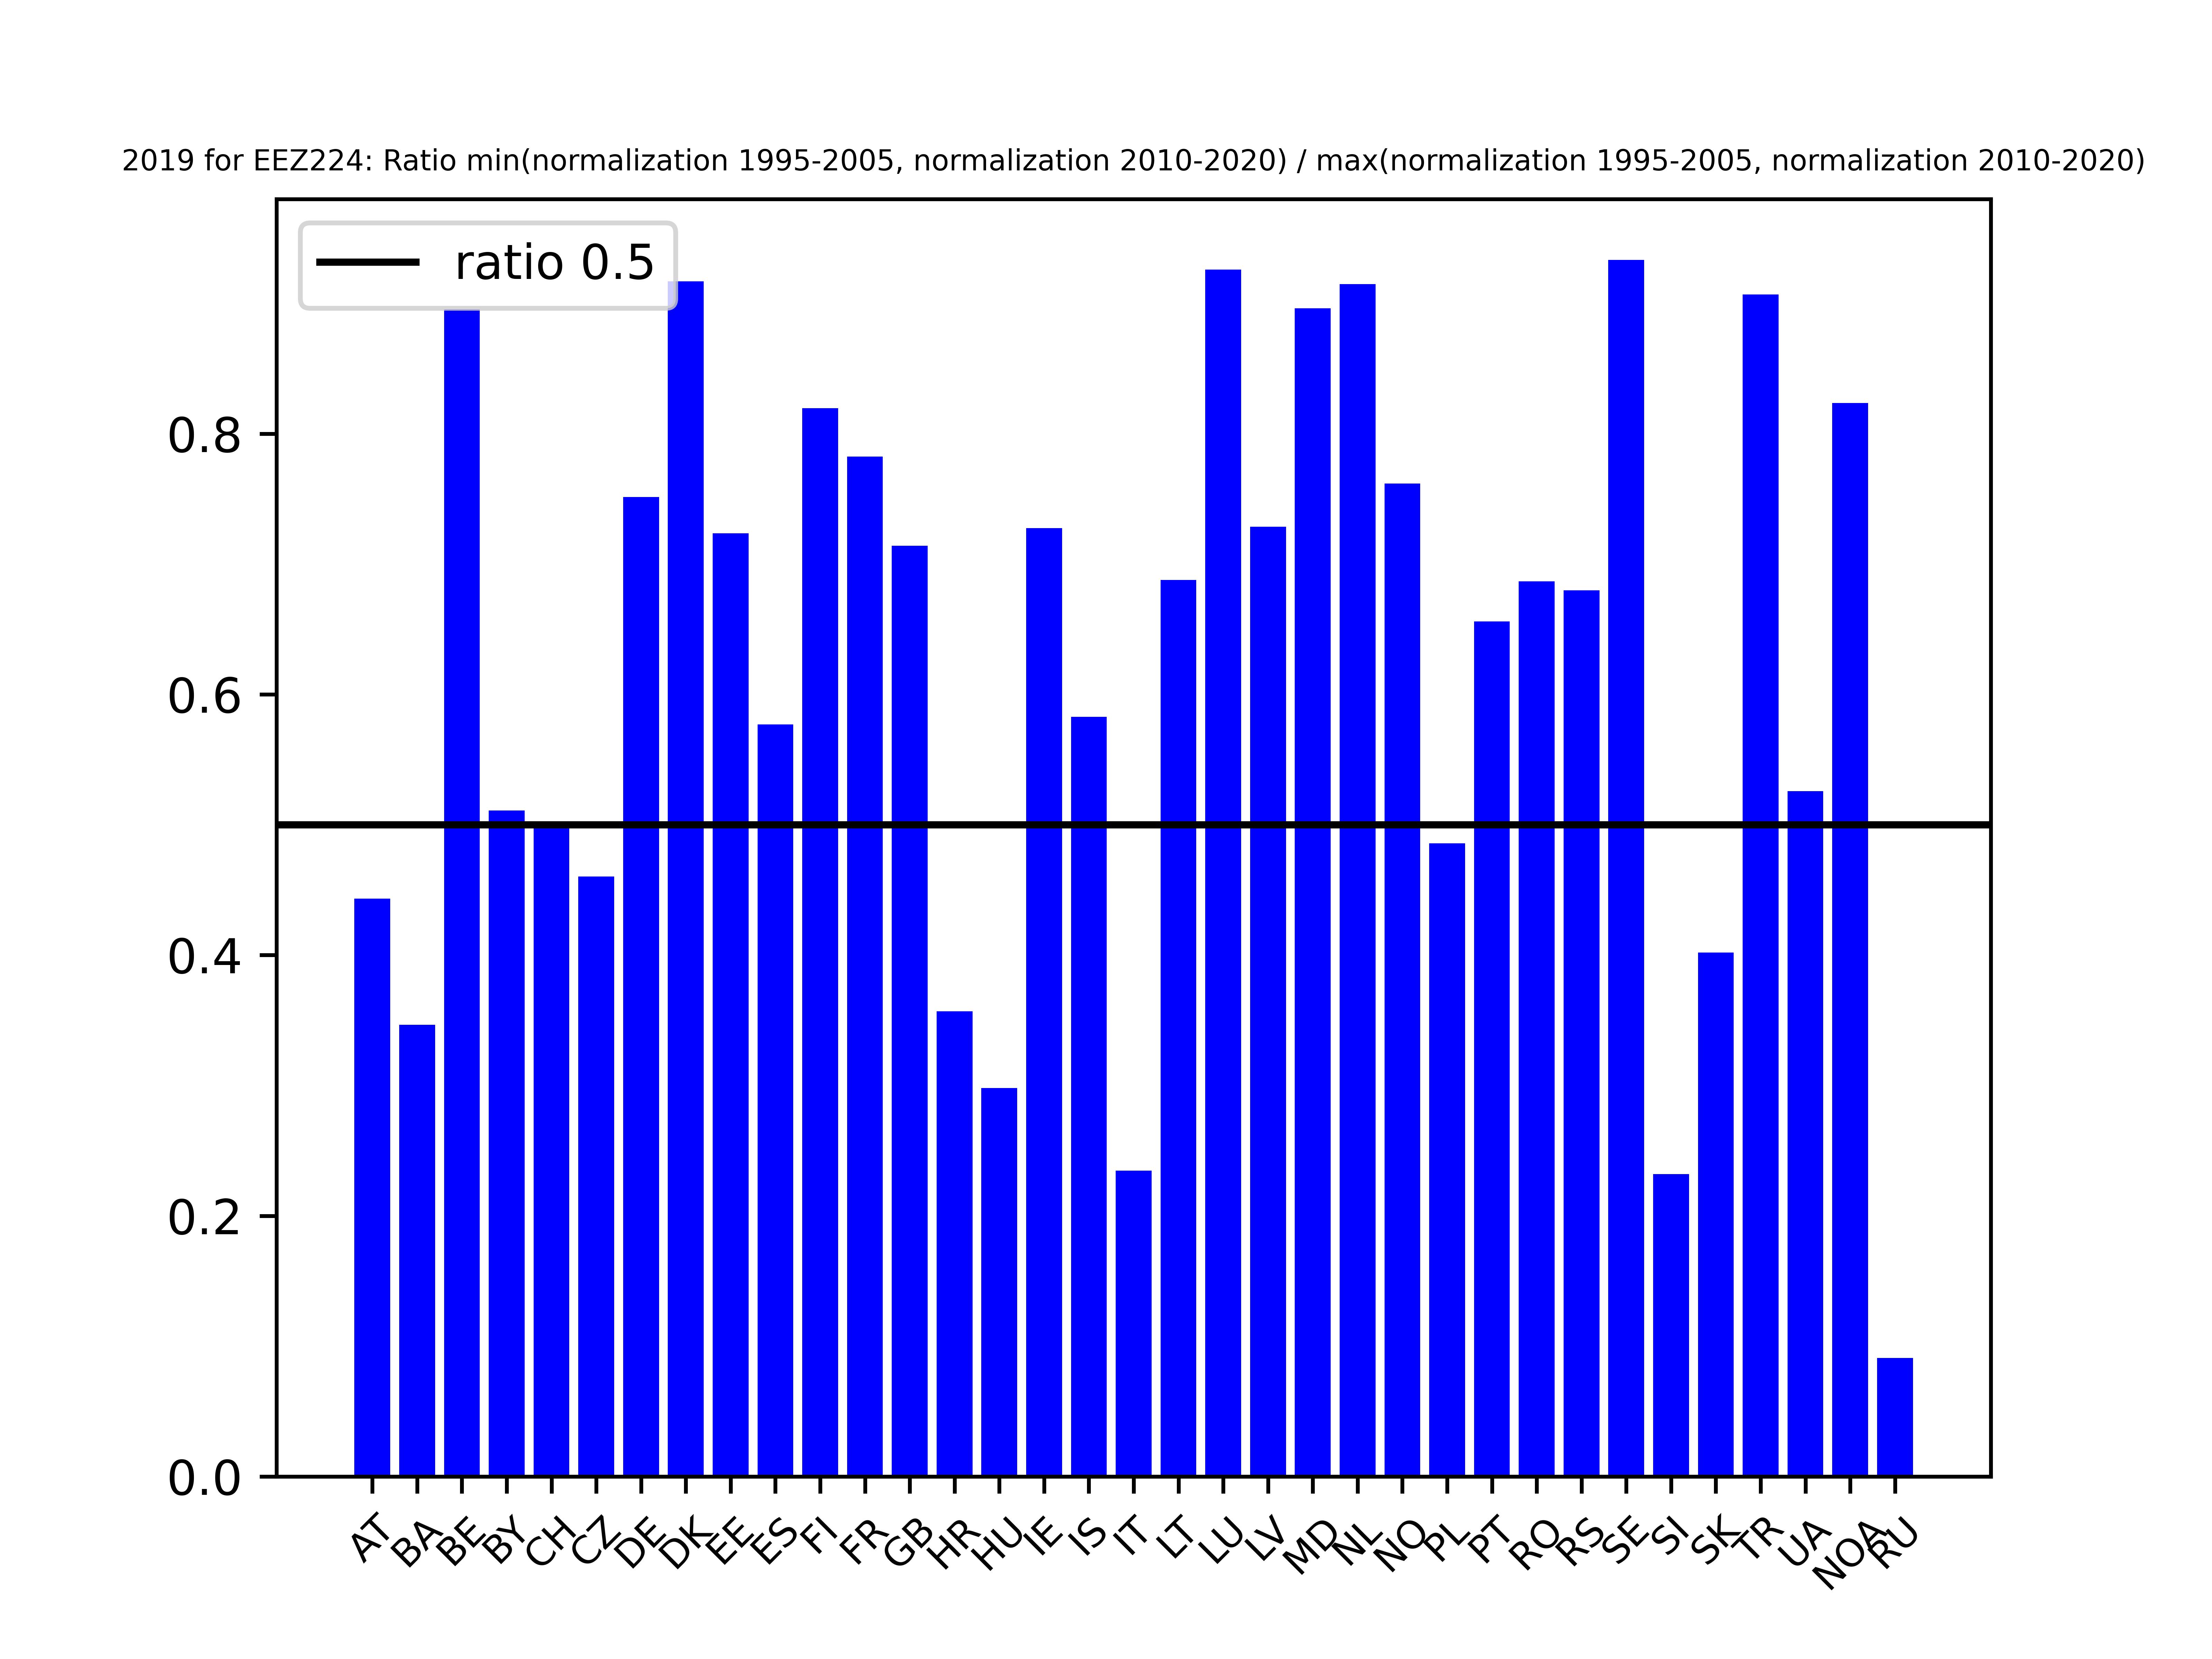 2019 for EEZ224: Ratio min(normalization 1995-2005, normalization 2010-2020) / max(normalization 1995-2005, normalization 2010-2020)
ratio 0.5
0.8
0.6
0.4
0.2
0.0
AT BA BE BY CH CZ DE DK EE ES FI FR GB HR HU IE IS IT LT LU LV MD NL NO PL PT RO RS SE SI SK TR UA NOA RU